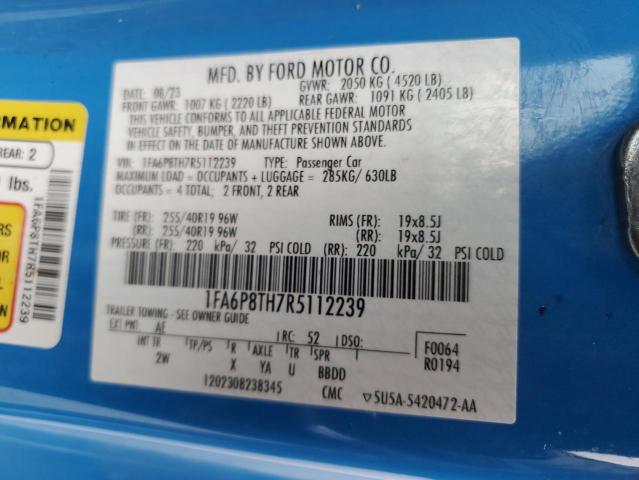 MFD. BY FORD MOTOR CO.
DATE: 08/23 GVWR: 2050 KG ( 4520 LB)
FRONT GAWR: 1007 KG ( 2220 LB) REAR GAWR: 1091 KG ( 2405 LB)
THIS VEHICLE CONFORMS TO ALL APPLICABLE FEDERAL MOTOR
VEHICLE SAFETY, BUMPER, AND THEFT PREVENTION STANDARDS
IN EFFECT ON THE DATE OF MANUFACTURE SHOWN ABOVE.
VIN: 1FA6P8TH7R5112239 TYPE: Passenger Car
MAXIMUM LOAD = OCCUPANTS + LUGGAGE = 285KG/ 630LB
OCCUPANTS = 4 TOTAL; 2 FRONT, 2 REAR
TIRE (FR): 255/40R19 96W RIMS (FR): 19x8.5J
(RR): 255/40R19 96W (RR): 19x8.5J
PRESSURE (FR): 220 kPa/ 32 PSI COLD (RR): 220 kPa/ 32 PSI COLD
1FA6P8TH7R5112239
TRAILER TOWING - SEE OWNER GUIDE
EXT PNT: AE RC: 52 DSO: F0064
INT TR TP/PS R AXLE TR SPR R0194
2W X YA U BBDD
1202308238345 CMC ▽5U5A-5420472-AA
RMATION
REAR: 2
lbs.
1FA6P8TH7R5112239